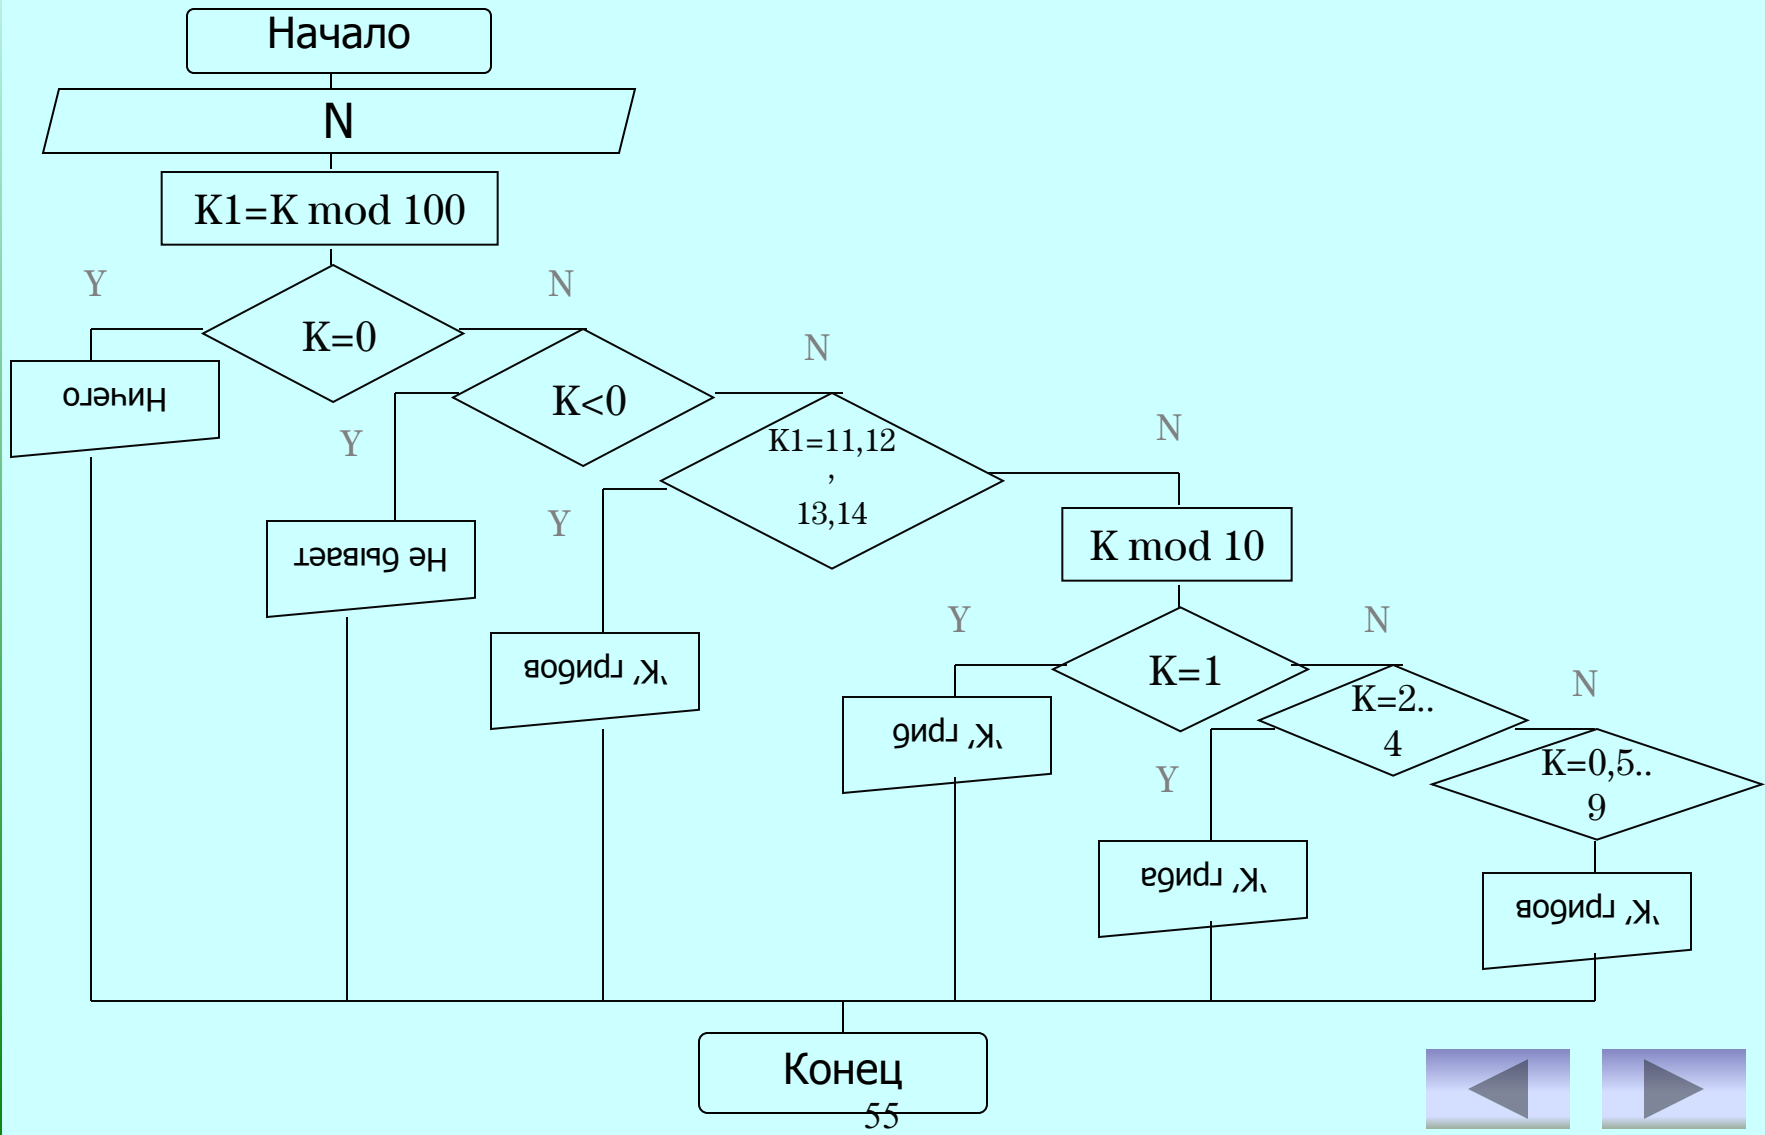 Начало
N
K1=K mod 100
Y
N
K=0
N
Ничего
K<0
Y
N
K1=11,12
,
13,14
Y
Не бывает
K mod 10
Y
N
'K' грибов
K=1
N
K=2..
4
'K' гриб
Y
K=0,5..
9
'K' гриба
'K' грибов
Конец
55